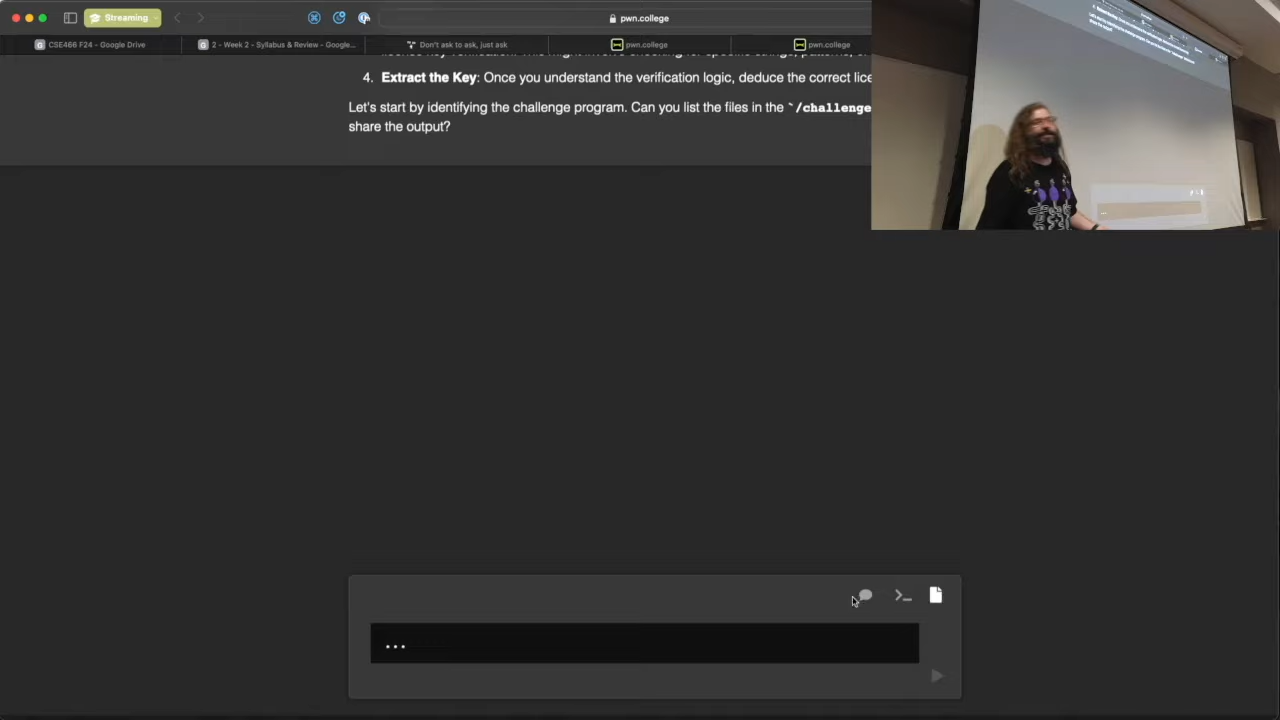 Streaming
pwn.college
CSE466 F24 - Google Drive
2 - Week 2 - Syllabus & Review - Google...
Don't ask to ask, just ask
pwn.college
pwn.college
4. Extract the Key: Once you understand the verification logic, deduce the correct lice
Let's start by identifying the challenge program. Can you list the files in the `/challenge
share the output?
...